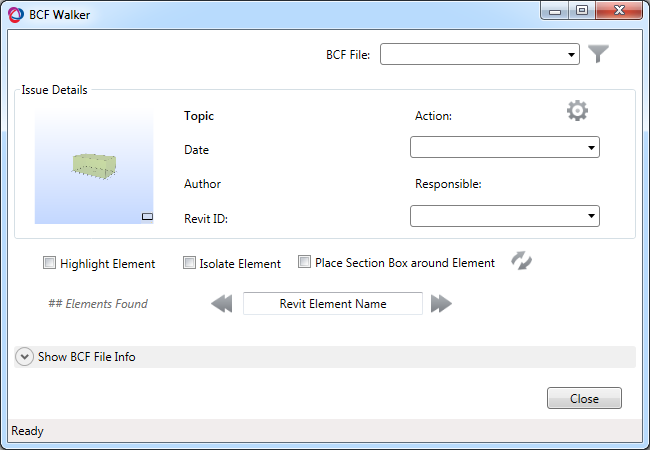 BCF Walker
BCF File:
Issue Details
Topic
Action:
Date
Author
Responsible:
Revit ID:
Highlight Element
Isolate Element
Place Section Box around Element
## Elements Found
Revit Element Name
Show BCF File Info
Close
Ready